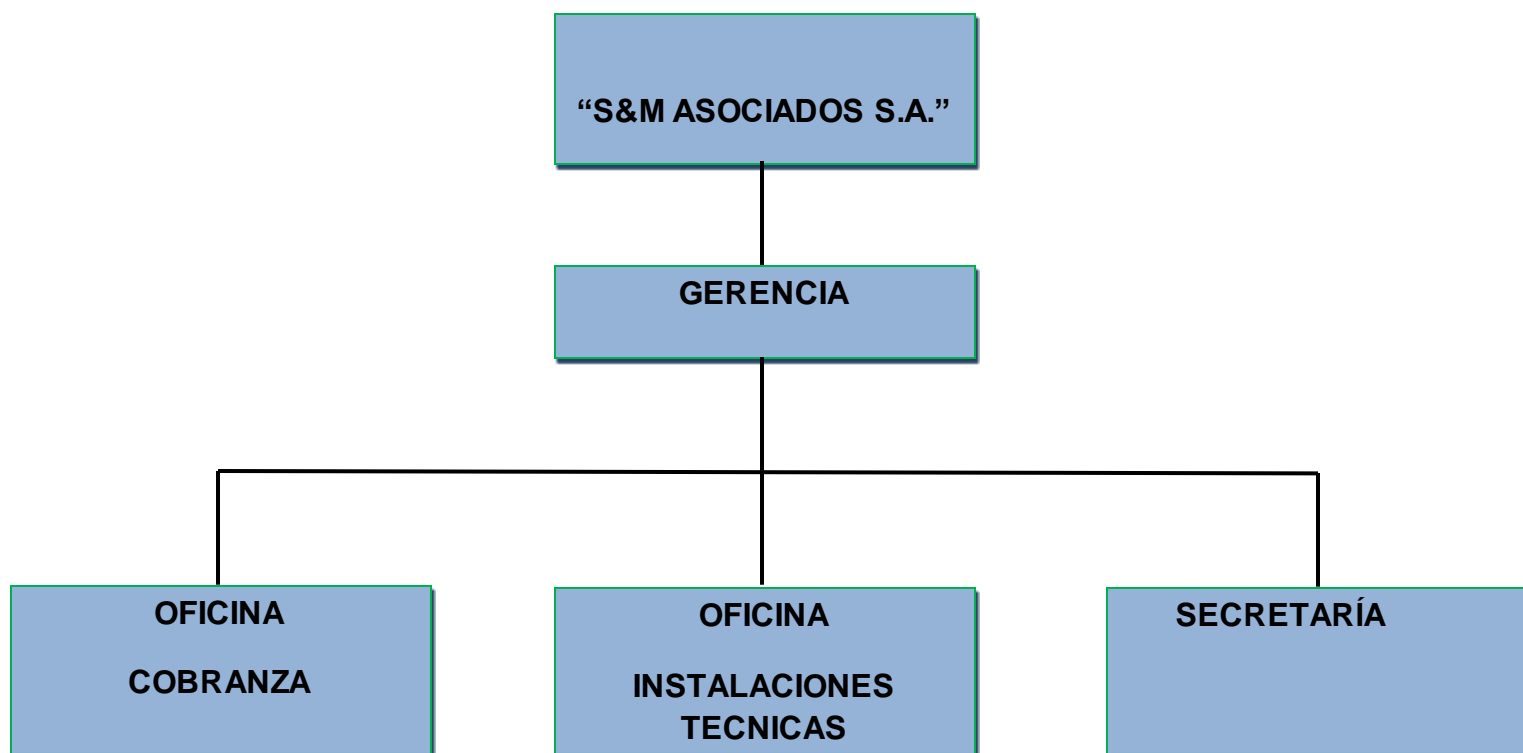 “S&M ASOCIADOS S.A.”
GERENCIA
OFICINA
COBRANZA
OFICINA
INSTALACIONES
TECNICAS
SECRETARÍA